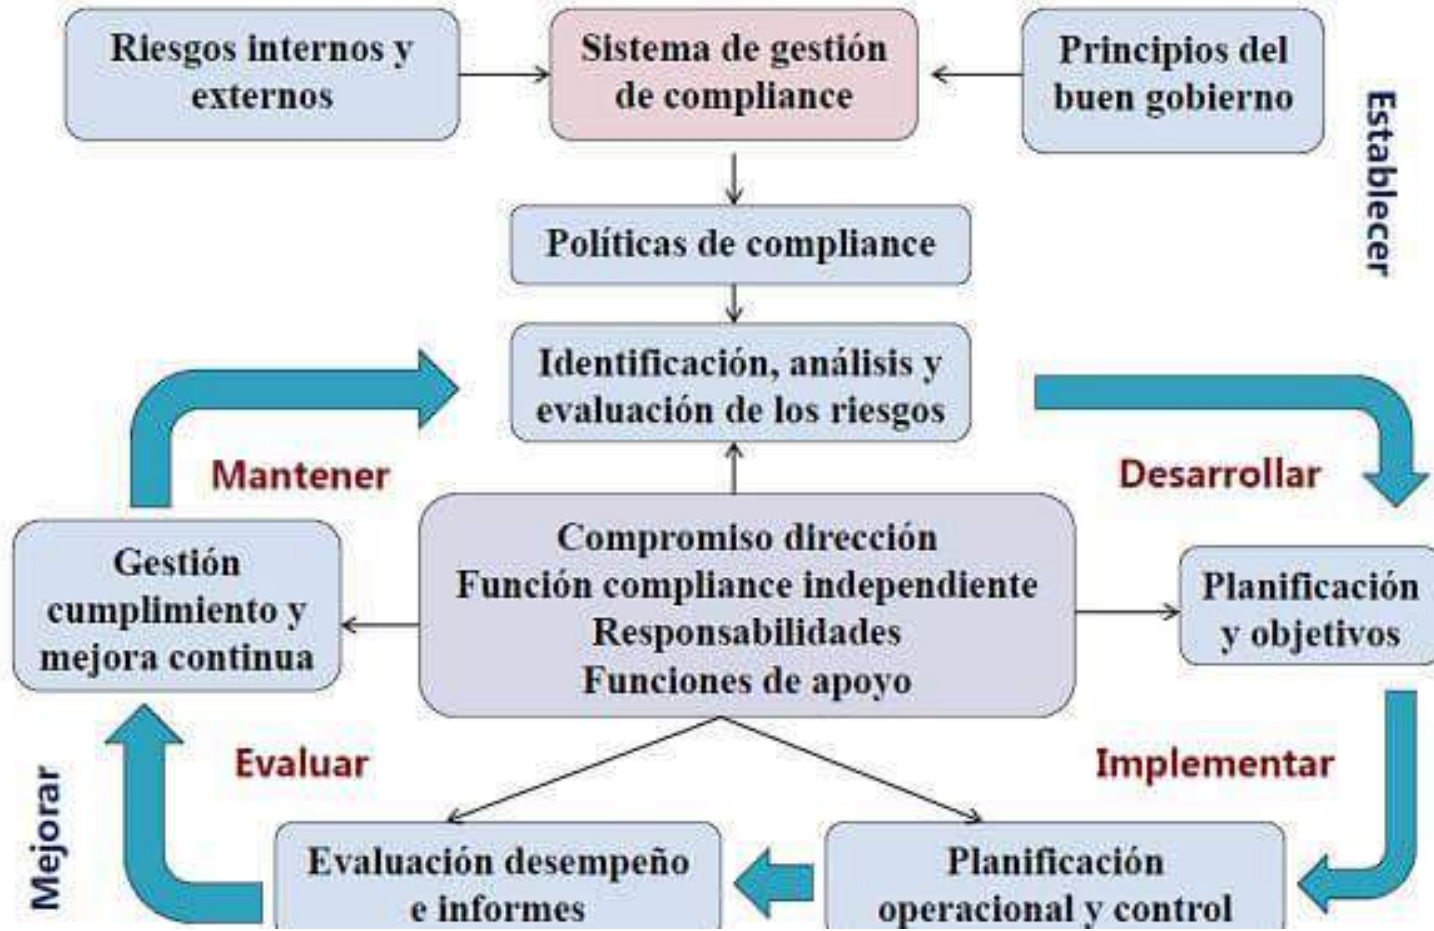 Riesgos internos y
externos
Sistema de gestión
de compliance
Principios del
buen gobierno
Establecer
Políticas de compliance
Identificación, análisis y
evaluación de los riesgos
Mantener
Desarrollar
Gestión
cumplimiento y
mejora continua
Compromiso dirección
Función compliance independiente
Responsabilidades
Funciones de apoyo
Planificación
y objetivos
Evaluar
Implementar
Mejorar
Evaluación desempeño
e informes
Planificación
operacional y control